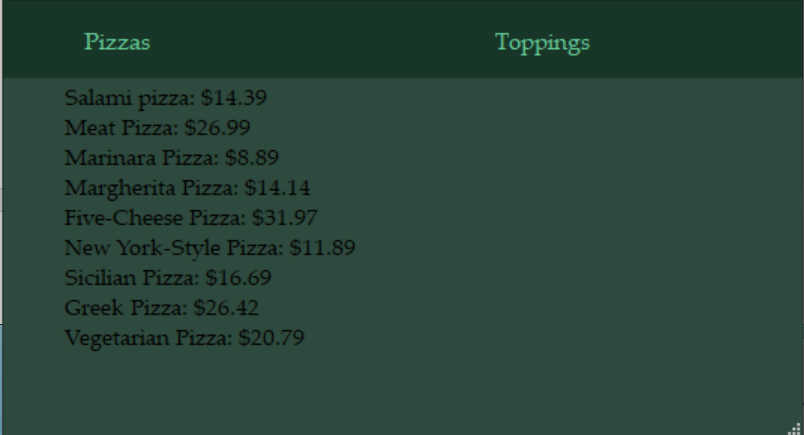 Pizzas
Toppings
Salami pizza: $14.39
Meat Pizza: $26.99
Marinara Pizza: $8.89
Margherita Pizza: $14.14
Five-Cheese Pizza: $31.97
New York-Style Pizza: $11.89
Sicilian Pizza: $16.69
Greek Pizza: $26.42
Vegetarian Pizza: $20.79